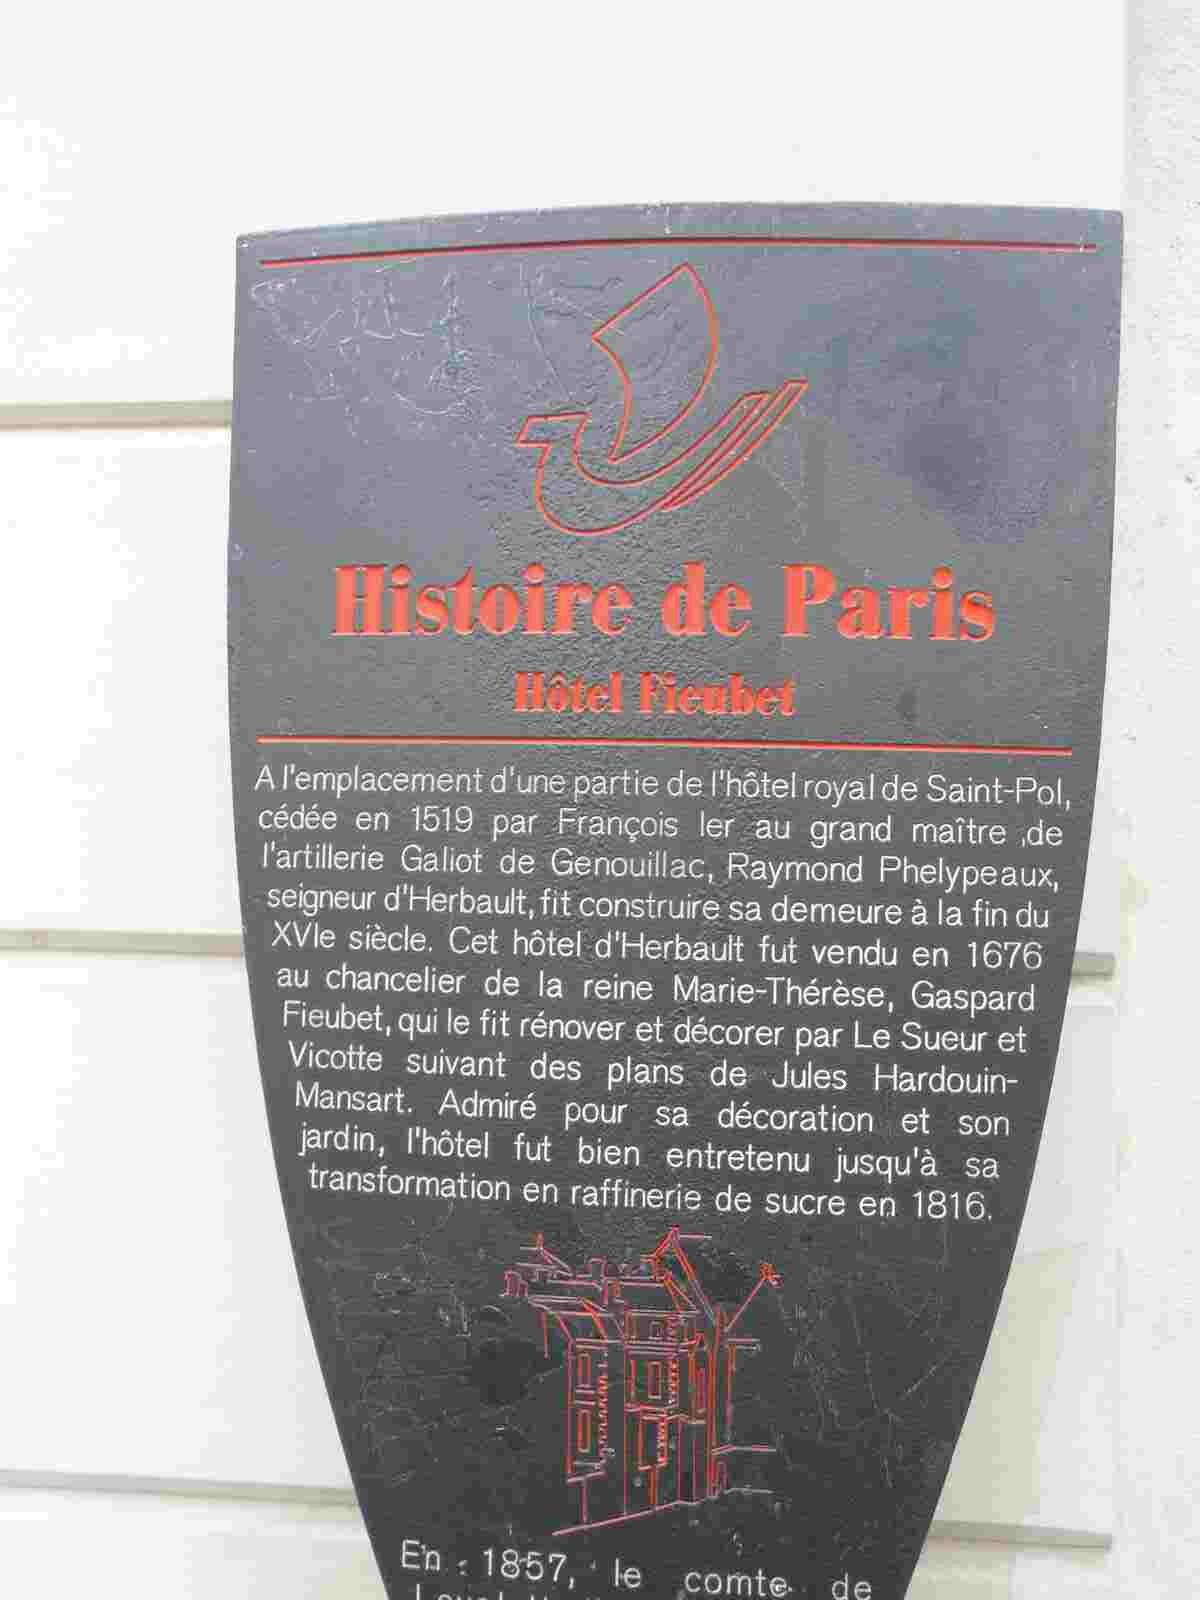 Histoire de Paris
Hôtel Fieubet
A l'emplacement d'une partie de l'hôtel royal de Saint-Pol,
cédée en 1519 par François Ier au grand maître de
l'artillerie Galiot de Genouillac, Raymond Phelypeaux,
seigneur d'Herbault, fit construire sa demeure à la fin du
XVIe siècle. Cet hôtel d'Herbault fut vendu en 1676
au chancelier de la reine Marie-Thérèse, Gaspard
Fieubet, qui le fit rénover et décorer par Le Sueur et
Vicotte suivant des plans de Jules Hardouin-
Mansart. Admiré pour sa décoration et son
jardin, l'hôtel fut bien entretenu jusqu'à sa
transformation en raffinerie de sucre en 1816.
En 1857, le comte de